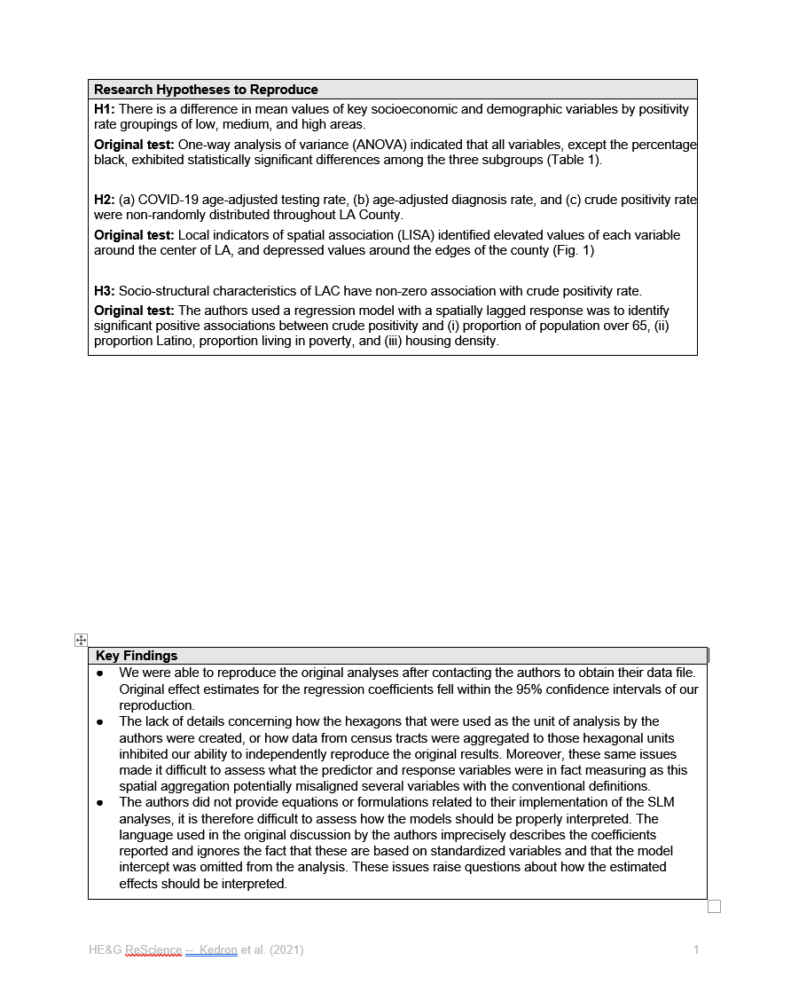 Research Hypotheses to Reproduce
H1: There is a difference in mean values of key socioeconomic and demographic variables by positivity
rate groupings of low, medium, and high areas.
Original test: One-way analysis of variance (ANOVA) indicated that all variables, except the percentage
black, exhibited statistically significant differences among the three subgroups (Table 1).
H2: (a) COVID-19 age-adjusted testing rate, (b) age-adjusted diagnosis rate, and (c) crude positivity rate
were non-randomly distributed throughout LA County.
Original test: Local indicators of spatial association (LISA) identified elevated values of each variable
around the center of LA, and depressed values around the edges of the county (Fig. 1)
H3: Socio-structural characteristics of LAC have non-zero association with crude positivity rate.
Original test: The authors used a regression model with a spatially lagged response was to identify
significant positive associations between crude positivity and (i) proportion of population over 65, (ii)
proportion Latino, proportion living in poverty, and (iii) housing density.
Key Findings
● We were able to reproduce the original analyses after contacting the authors to obtain their data file.
Original effect estimates for the regression coefficients fell within the 95% confidence intervals of our
reproduction.
● The lack of details concerning how the hexagons that were used as the unit of analysis by the
authors were created, or how data from census tracts were aggregated to those hexagonal units
inhibited our ability to independently reproduce the original results. Moreover, these same issues
made it difficult to assess what the predictor and response variables were in fact measuring as this
spatial aggregation potentially misaligned several variables with the conventional definitions.
● The authors did not provide equations or formulations related to their implementation of the SLM
analyses, it is therefore difficult to assess how the models should be properly interpreted. The
language used in the original discussion by the authors imprecisely describes the coefficients
reported and ignores the fact that these are based on standardized variables and that the model
intercept was omitted from the analysis. These issues raise questions about how the estimated
effects should be interpreted.
HE&G ReScience -- Kedron et al. (2021) 1